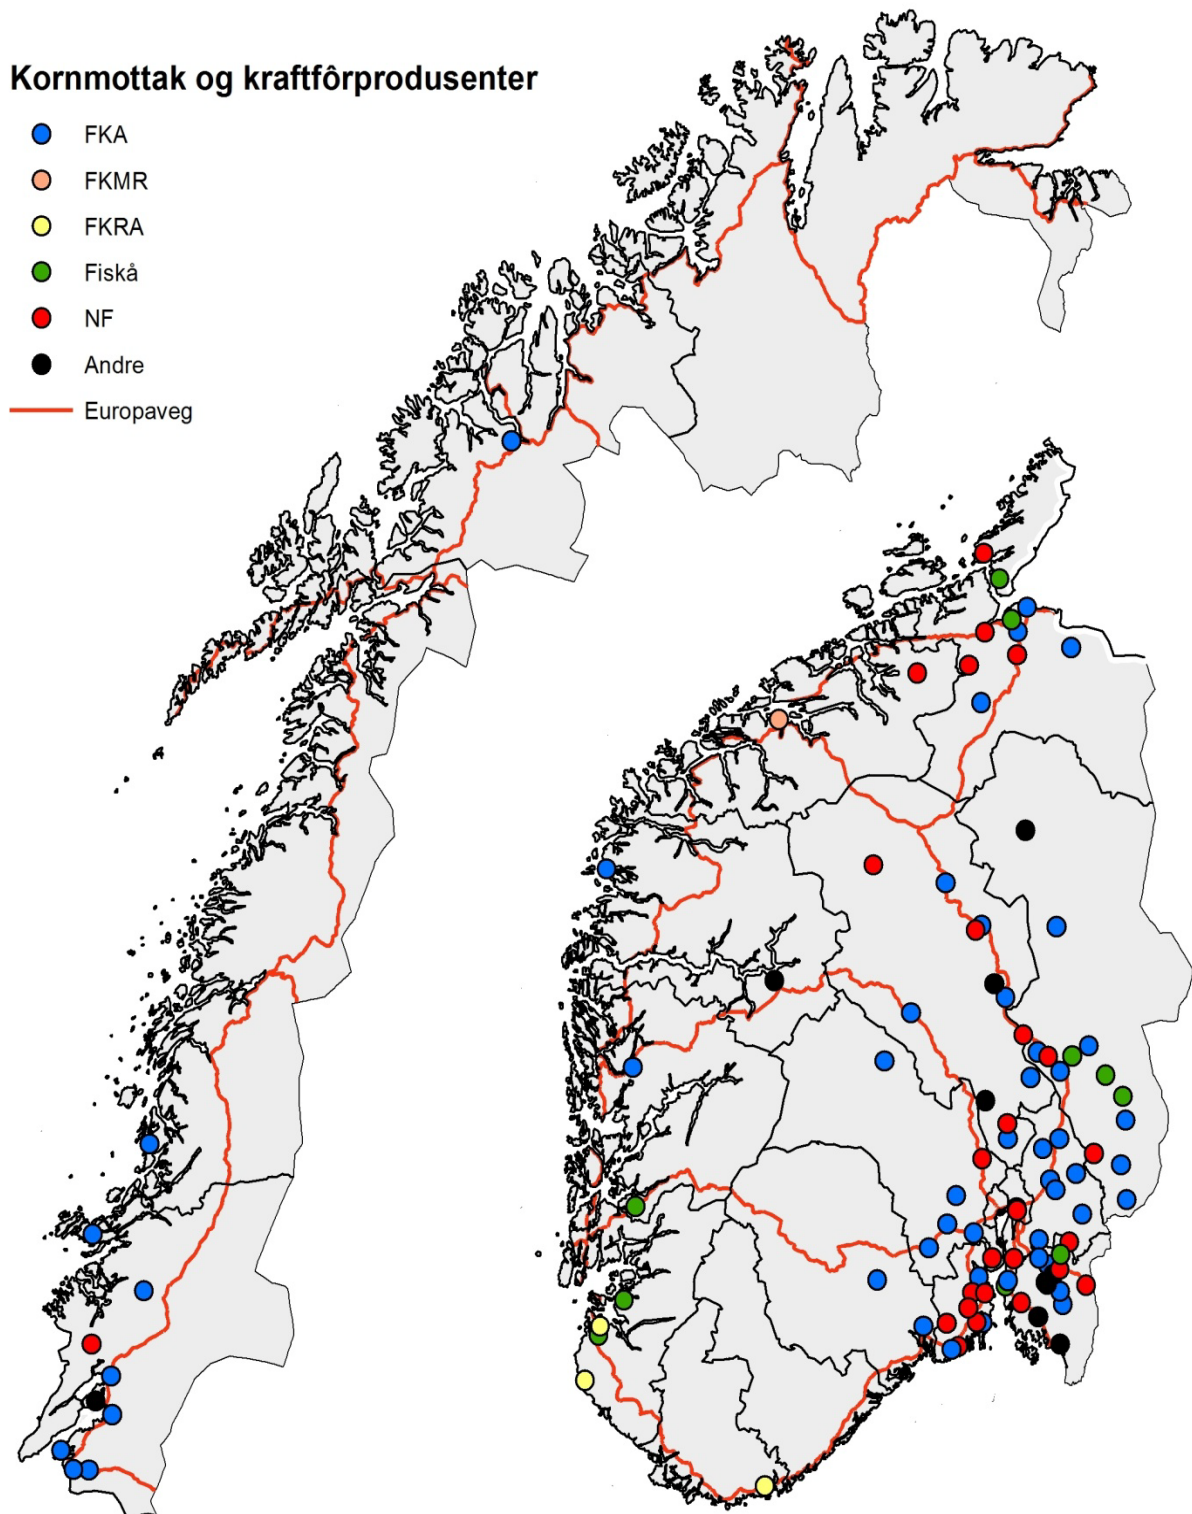 Kornmottak og kraftfôrprodusenter
FKA
FKMR
FKRA
Fiskå
NF
Andre
Europaveg